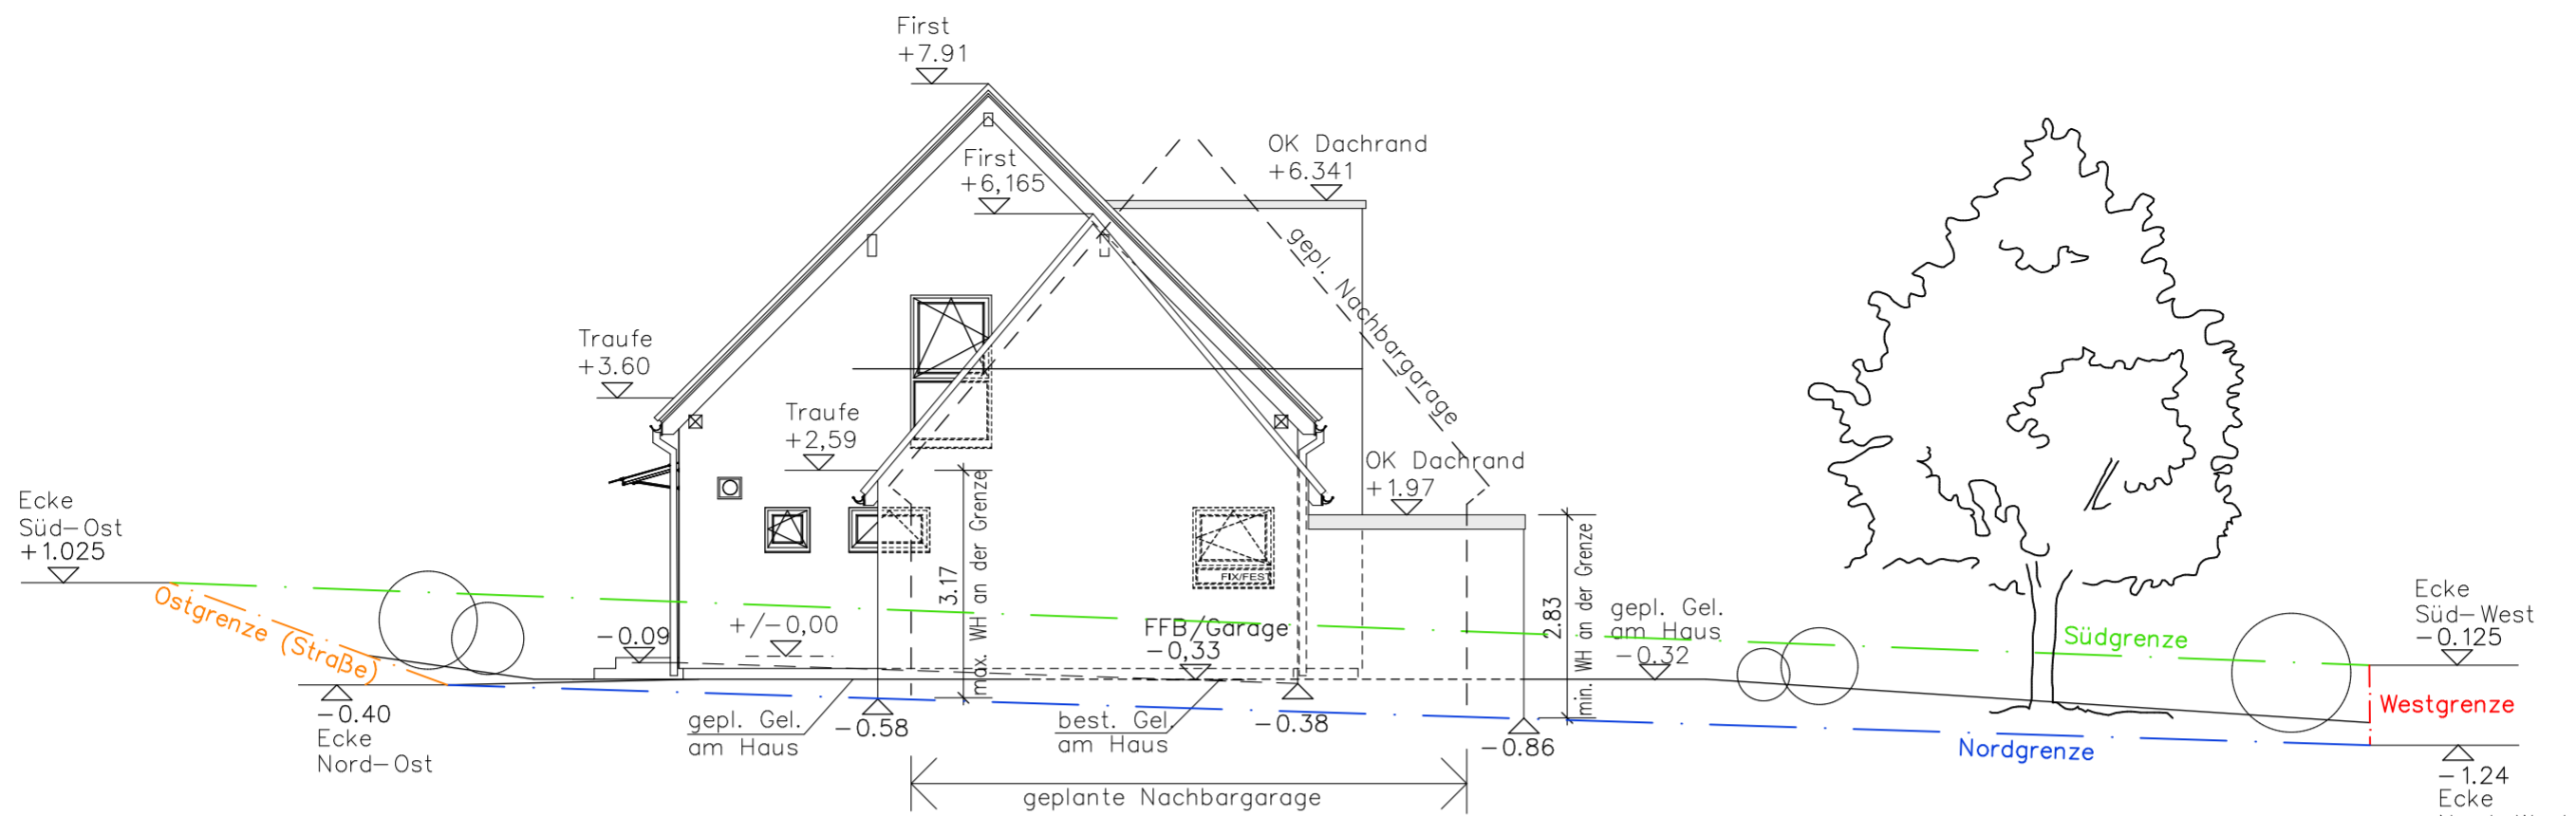 First
+7.91
First
+6,165
OK Dachrand
+6.341
gepl. Nachbargarage
Traufe
+3.60
Traufe
+2,59
OK Dachrand
+1.97
Ecke
Süd-Ost
+1.025
Ostgrenze (Straße)
-0.09
+/-0,00
3.17
max. WH an der Grenze
FIX/FEST
FFB/Garage
-0,33
2.83
min. WH an der Grenze
gepl. Gel.
am Haus
-0.32
Südgrenze
Ecke
Süd-West
-0.125
Westgrenze
-0.40
Ecke
Nord-Ost
gepl. Gel.
am Haus
-0.58
best. Gel.
am Haus
-0.38
-0.86
Nordgrenze
-1.24
Ecke
geplante Nachbargarage